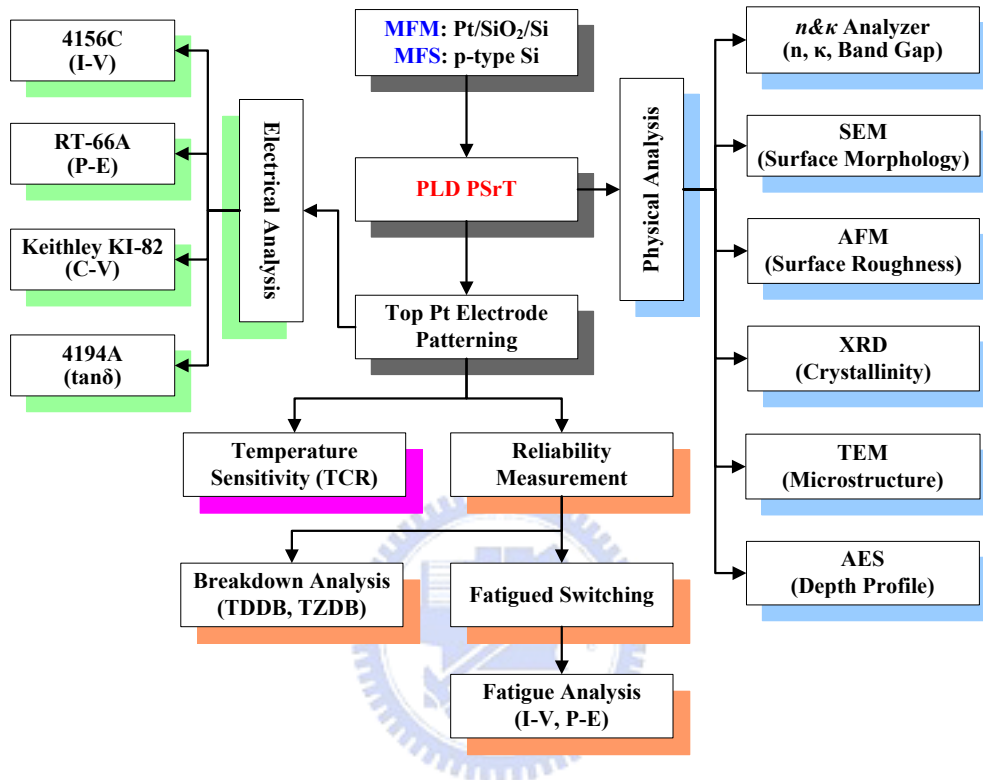 MFM: Pt/SiO₂/Si
MFS: p-type Si
PLD PSrT
Top Pt Electrode
Patterning
Electrical Analysis
4156C
(I-V)
RT-66A
(P-E)
Keithley KI-82
(C-V)
4194A
(tanδ)
Physical Analysis
n&κ Analyzer
(n, κ, Band Gap)
SEM
(Surface Morphology)
AFM
(Surface Roughness)
XRD
(Crystallinity)
TEM
(Microstructure)
AES
(Depth Profile)
Temperature
Sensitivity (TCR)
Reliability
Measurement
Breakdown Analysis
(TDDB, TZDB)
Fatigued Switching
Fatigue Analysis
(I-V, P-E)